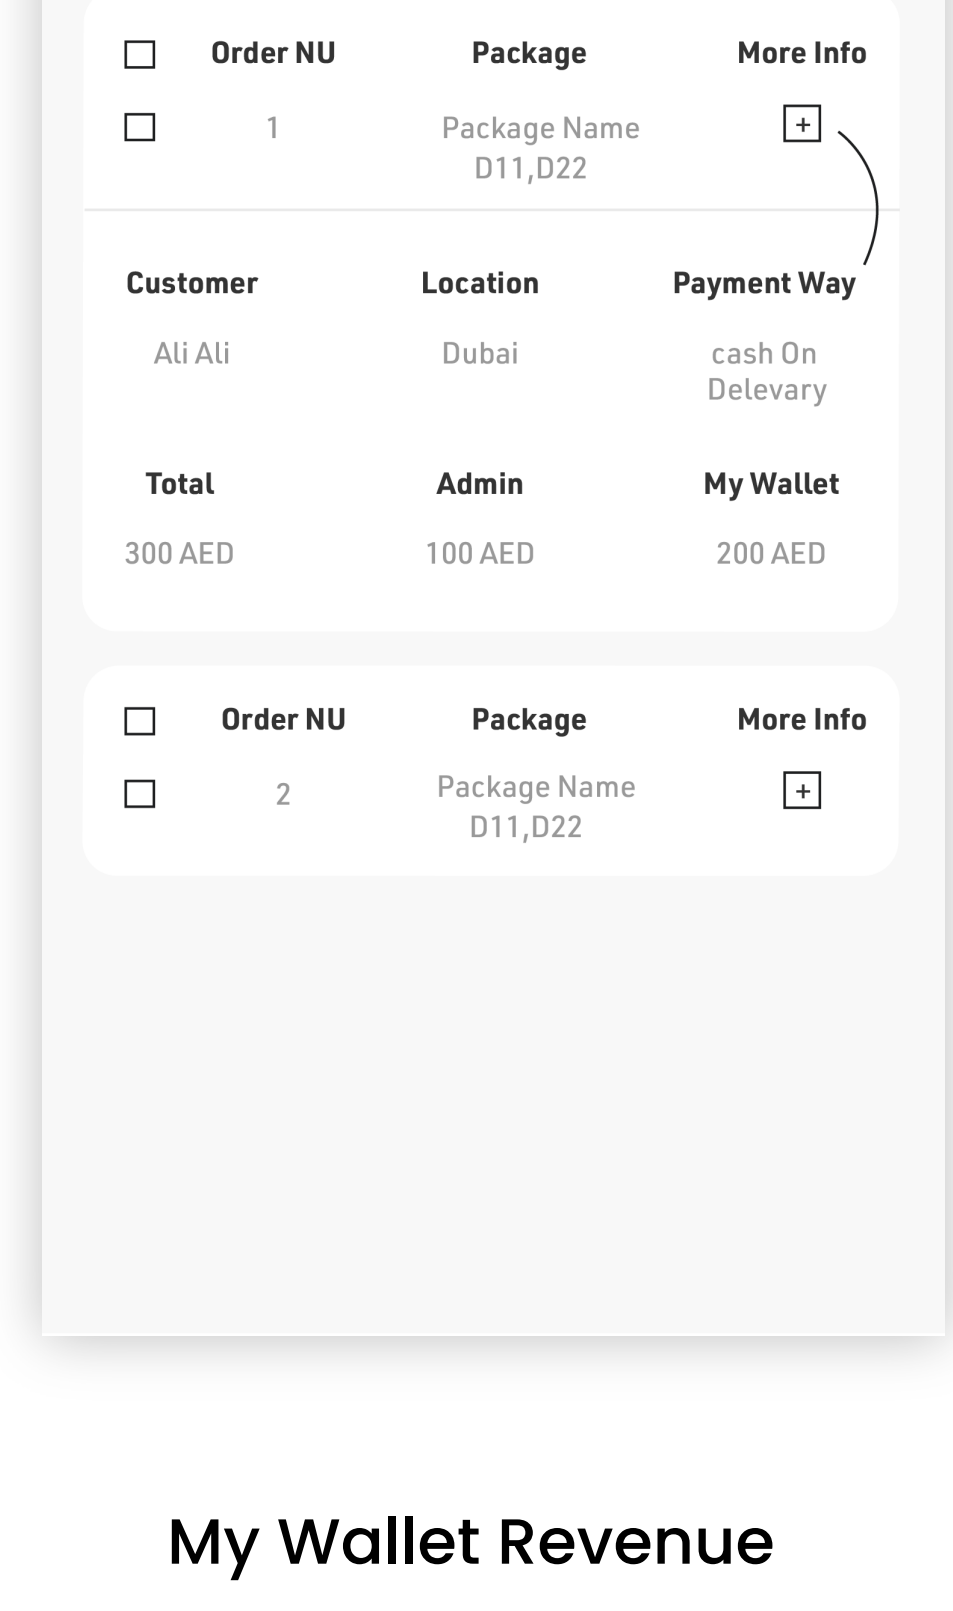 Order NU Package More Info
1 Package Name +
D11,D22
Customer Location Payment Way
Ali Ali Dubai cash On
Delevary
Total Admin My Wallet
300 AED 100 AED 200 AED
Order NU Package More Info
2 Package Name +
D11,D22
My Wallet Revenue